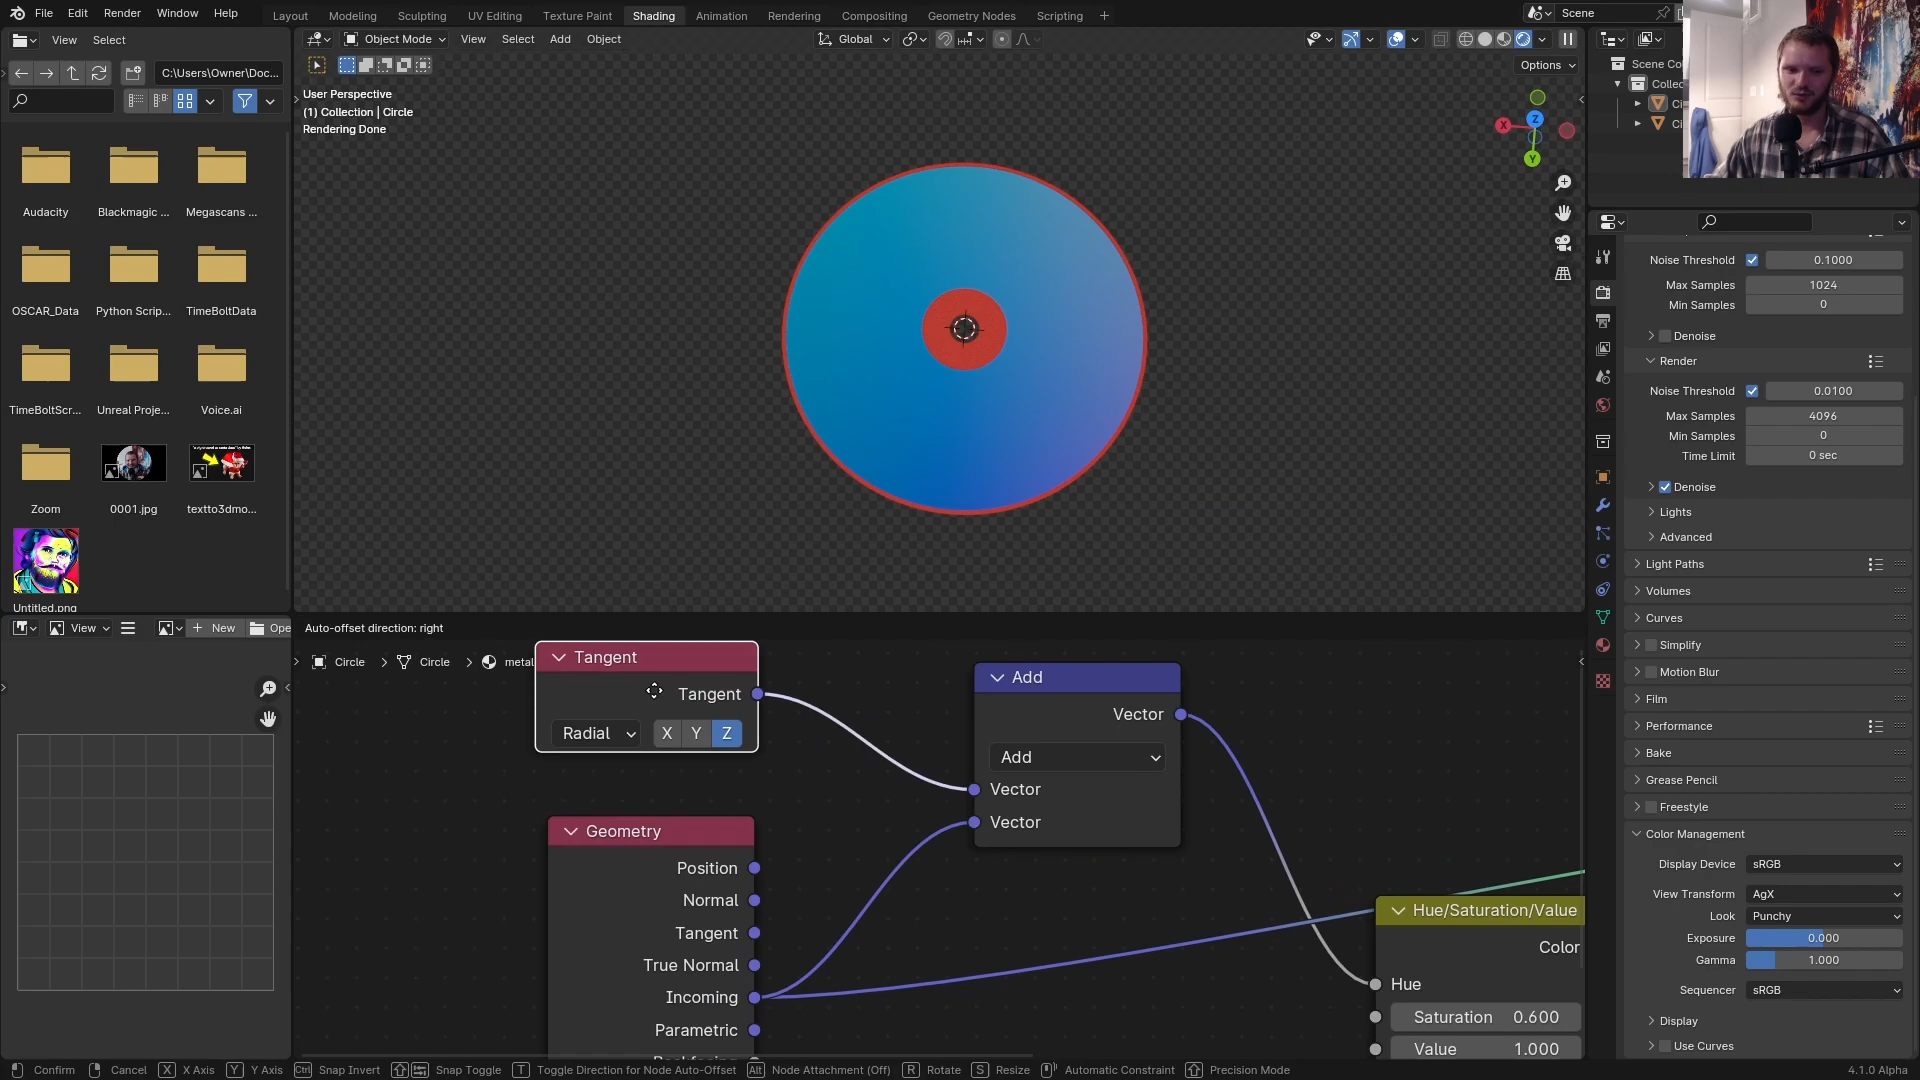 File Edit Render Window Help
Layout Modeling Sculpting UV Editing Texture Paint Shading Animation Rendering Compositing Geometry Nodes Scripting +
Scene
View Select
C:\Users\Owner\Doc...
Audacity Blackmagic ... Megascans ...
OSCAR_Data Python Scrip... TimeBoltData
TimeBoltScr... Unreal Proje... Voice.ai
Zoom 0001.jpg textto3dmo...
Untitled.png
Object Mode View Select Add Object
Global
Options
User Perspective
(1) Collection | Circle
Rendering Done
X
Y
Z
Scene Co
Collec
Ci
Ci
Noise Threshold 0.1000
Max Samples 1024
Min Samples 0
Denoise
Render
Noise Threshold 0.0100
Max Samples 4096
Min Samples 0
Time Limit 0 sec
Denoise
Lights
Advanced
Light Paths
Volumes
Curves
Simplify
Motion Blur
Film
Performance
Bake
Grease Pencil
Freestyle
Color Management
Display Device sRGB
View Transform AgX
Look Punchy
Exposure 0.000
Gamma 1.000
Sequencer sRGB
Display
Use Curves
View New Ope
Auto-offset direction: right
Circle > Circle > metal
Tangent
Tangent
Radial X Y Z
Geometry
Position
Normal
Tangent
True Normal
Incoming
Parametric
Add
Vector
Add
Vector
Vector
Hue/Saturation/Value
Color
Hue
Saturation 0.600
Value 1.000
Confirm Cancel X X Axis Y Y Axis Ctrl Snap Invert Snap Toggle T Toggle Direction for Node Auto-Offset Alt Node Attachment (Off) R Rotate S Resize Automatic Constraint Precision Mode
4.1.0 Alpha